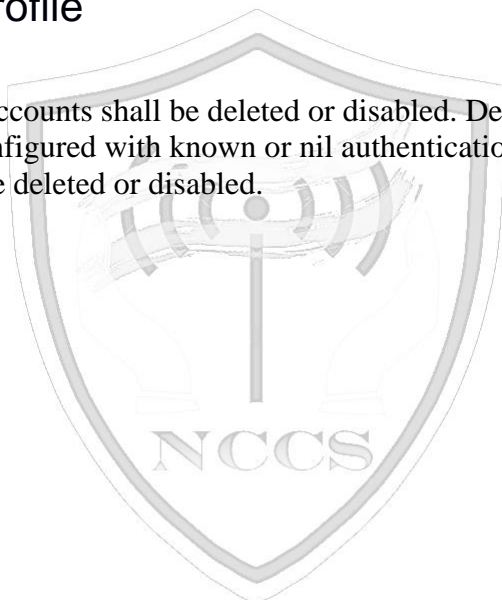 rofile
ccounts shall be deleted or disabled. De
nfigured with known or nil authenticatio
e deleted or disabled.
NCCS